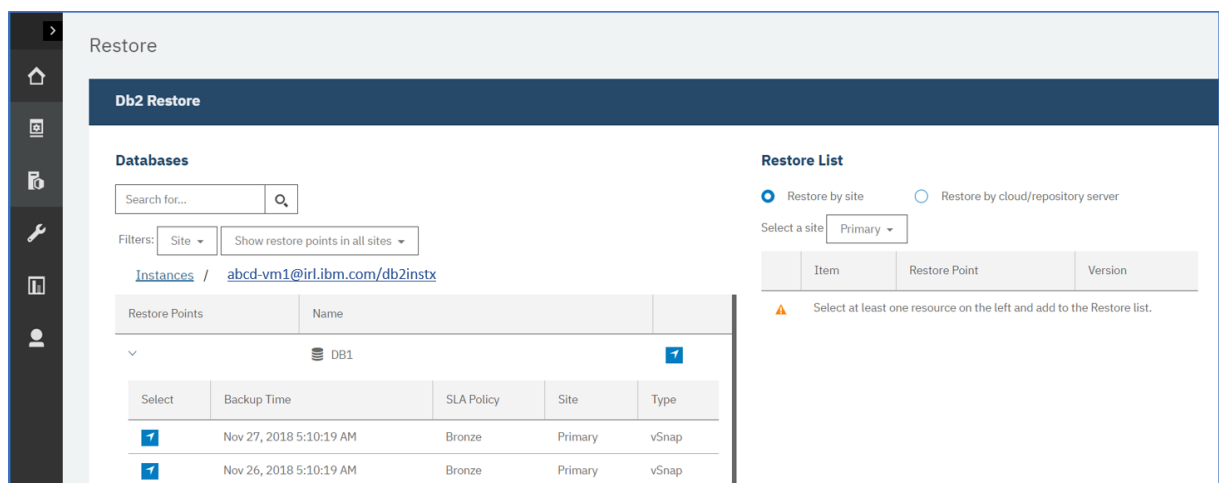 Restore
Db2 Restore
Databases
Search for...
Filters: Site Show restore points in all sites
Instances / abcd-vm1@irl.ibm.com/db2instx
Restore Points Name
DB1
Select Backup Time SLA Policy Site Type
Nov 27, 2018 5:10:19 AM Bronze Primary vSnap
Nov 26, 2018 5:10:19 AM Bronze Primary vSnap
Restore List
Restore by site Restore by cloud/repository server
Select a site Primary
Item Restore Point Version
Select at least one resource on the left and add to the Restore list.